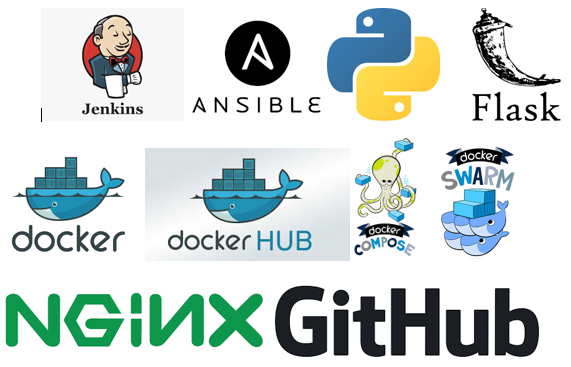 Jenkins
ANSIBLE
Flask
docker
docker HUB
docker
COMPOSE
docker
SWARM
NGINX
GitHub